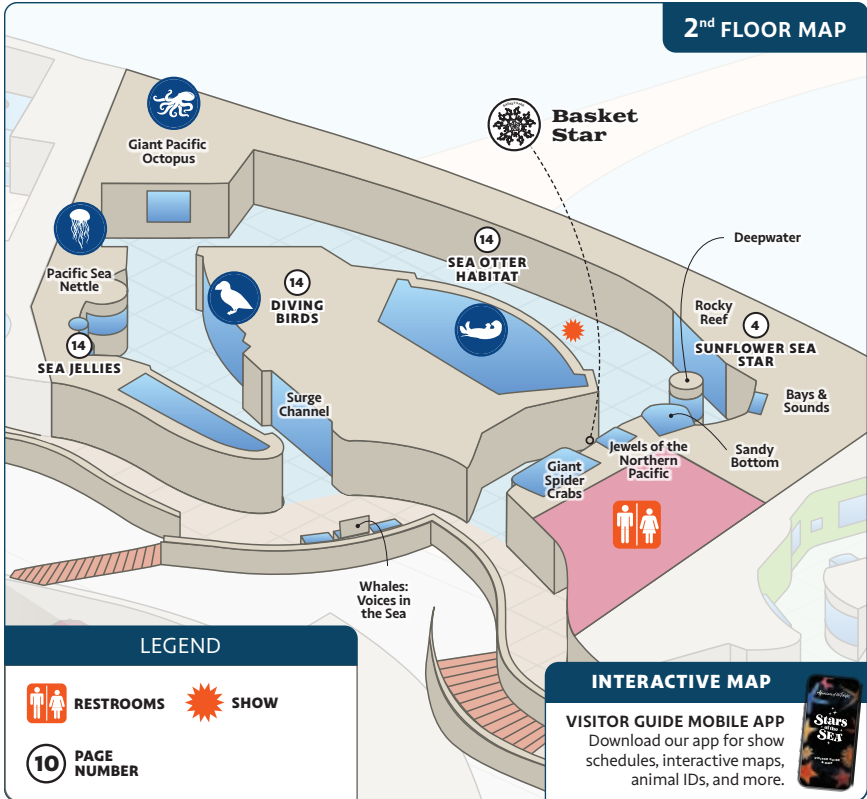 2nd FLOOR MAP
Giant Pacific
Octopus
Basket
Star
Pacific Sea
Nettle
14
SEA OTTER
HABITAT
Deepwater
14
DIVING
BIRDS
Rocky
Reef
4
SUNFLOWER SEA
STAR
14
SEA JELLIES
Surge
Channel
Bays &
Sounds
Jewels of the
Northern
Pacific
Sandy
Bottom
Giant
Spider
Crabs
Whales:
Voices in
the Sea
LEGEND
RESTROOMS
SHOW
10
PAGE
NUMBER
INTERACTIVE MAP
VISITOR GUIDE MOBILE APP
Download our app for show
schedules, interactive maps,
animal IDs, and more.
Stars
of the
SEA